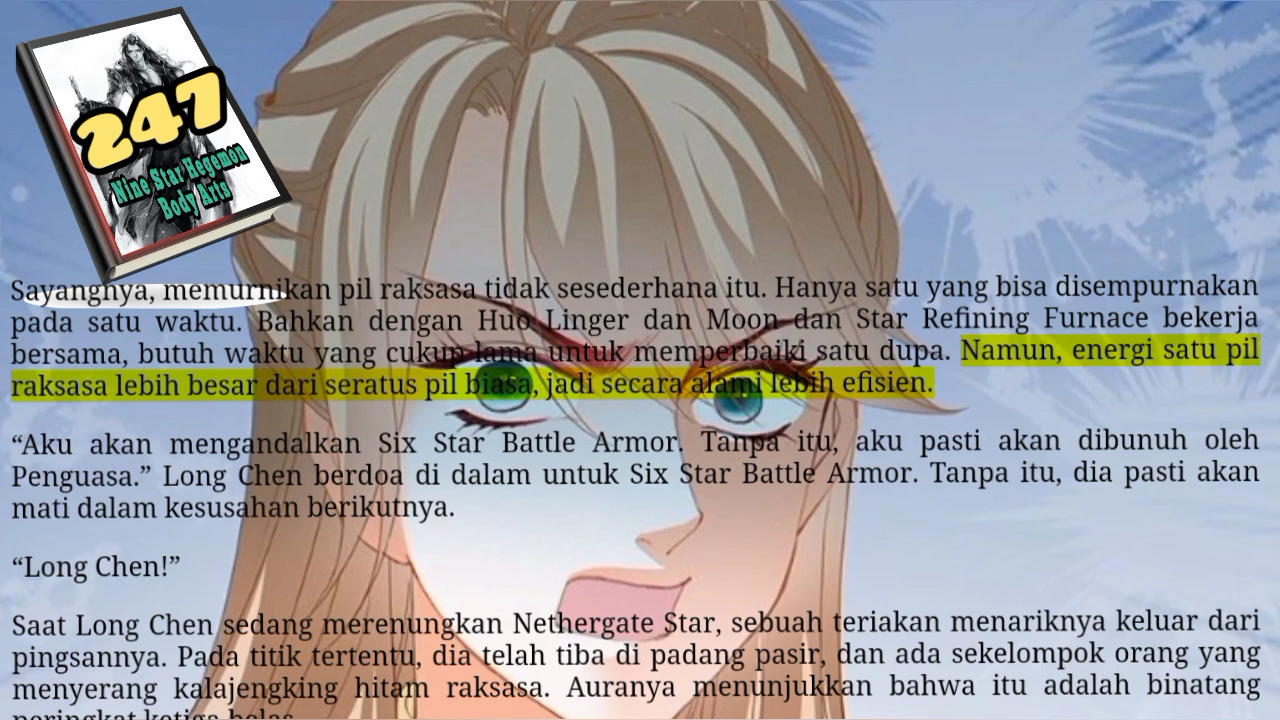 247
Nine Star Hegemon
Body Arts
Sayangnya, memurnikan pil raksasa tidak sesederhana itu. Hanya satu yang bisa disempurnakan
pada satu waktu. Bahkan dengan Huo Linger dan Moon dan Star Refining Furnace bekerja
bersama, butuh waktu yang cukup lama untuk memperbaiki satu dupa. Namun, energi satu pil
raksasa lebih besar dari seratus pil biasa, jadi secara alami lebih efisien.
“Aku akan mengandalkan Six Star Battle Armor. Tanpa itu, aku pasti akan dibunuh oleh
Penguasa.” Long Chen berdoa di dalam untuk Six Star Battle Armor. Tanpa itu, dia pasti akan
mati dalam kesusahan berikutnya.
“Long Chen!”
Saat Long Chen sedang merenungkan Nethergate Star, sebuah teriakan menariknya keluar dari
pingsannya. Pada titik tertentu, dia telah tiba di padang pasir, dan ada sekelompok orang yang
menyerang kalajengking hitam raksasa. Auranya menunjukkan bahwa itu adalah binatang
peringkat ketiga belas.